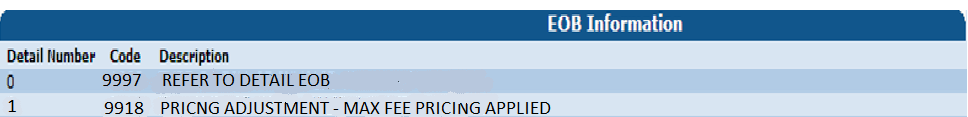 EOB Information
Detail Number Code Description
0 9997 REFER TO DETAIL EOB
1 9918 PRICNG ADJUSTMENT - MAX FEE PRICING APPLIED